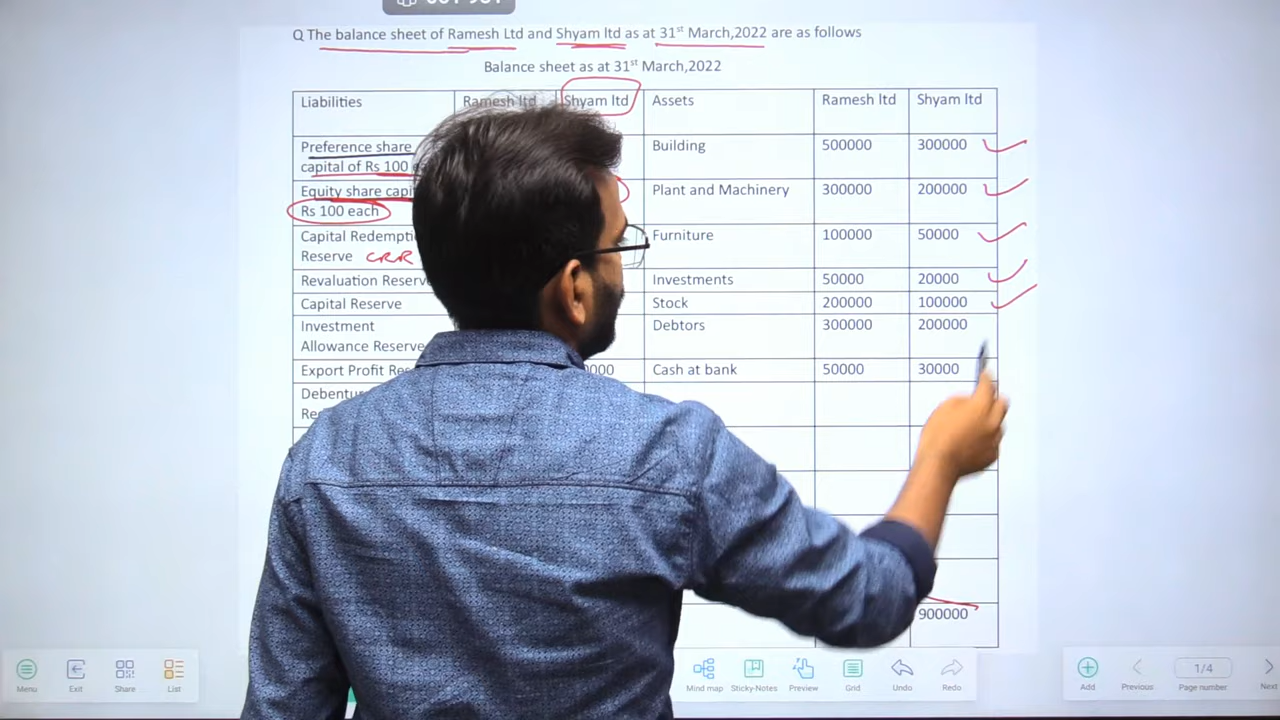 Q The balance sheet of Ramesh Ltd and Shyam ltd as at 31st March,2022 are as follows
Balance sheet as at 31st March,2022
Liabilities Ramesh ltd Shyam ltd Assets Ramesh ltd Shyam ltd
Preference share Building 500000 300000
capital of Rs 100
Equity share Plant and Machinery 300000 200000
Rs 100 each
Capital Furniture 100000 50000
Reserve CRR
Revaluation Reserve Investments 50000 20000
Capital Reserve Stock 200000 100000
Investment Debtors 300000 200000
Allowance Reserve
Export Profit Cash at bank 50000 30000
900000
Menu Exit Share List Mind map Sticky-Notes Preview Grid Undo Redo Add Previous Page number Next
1/4